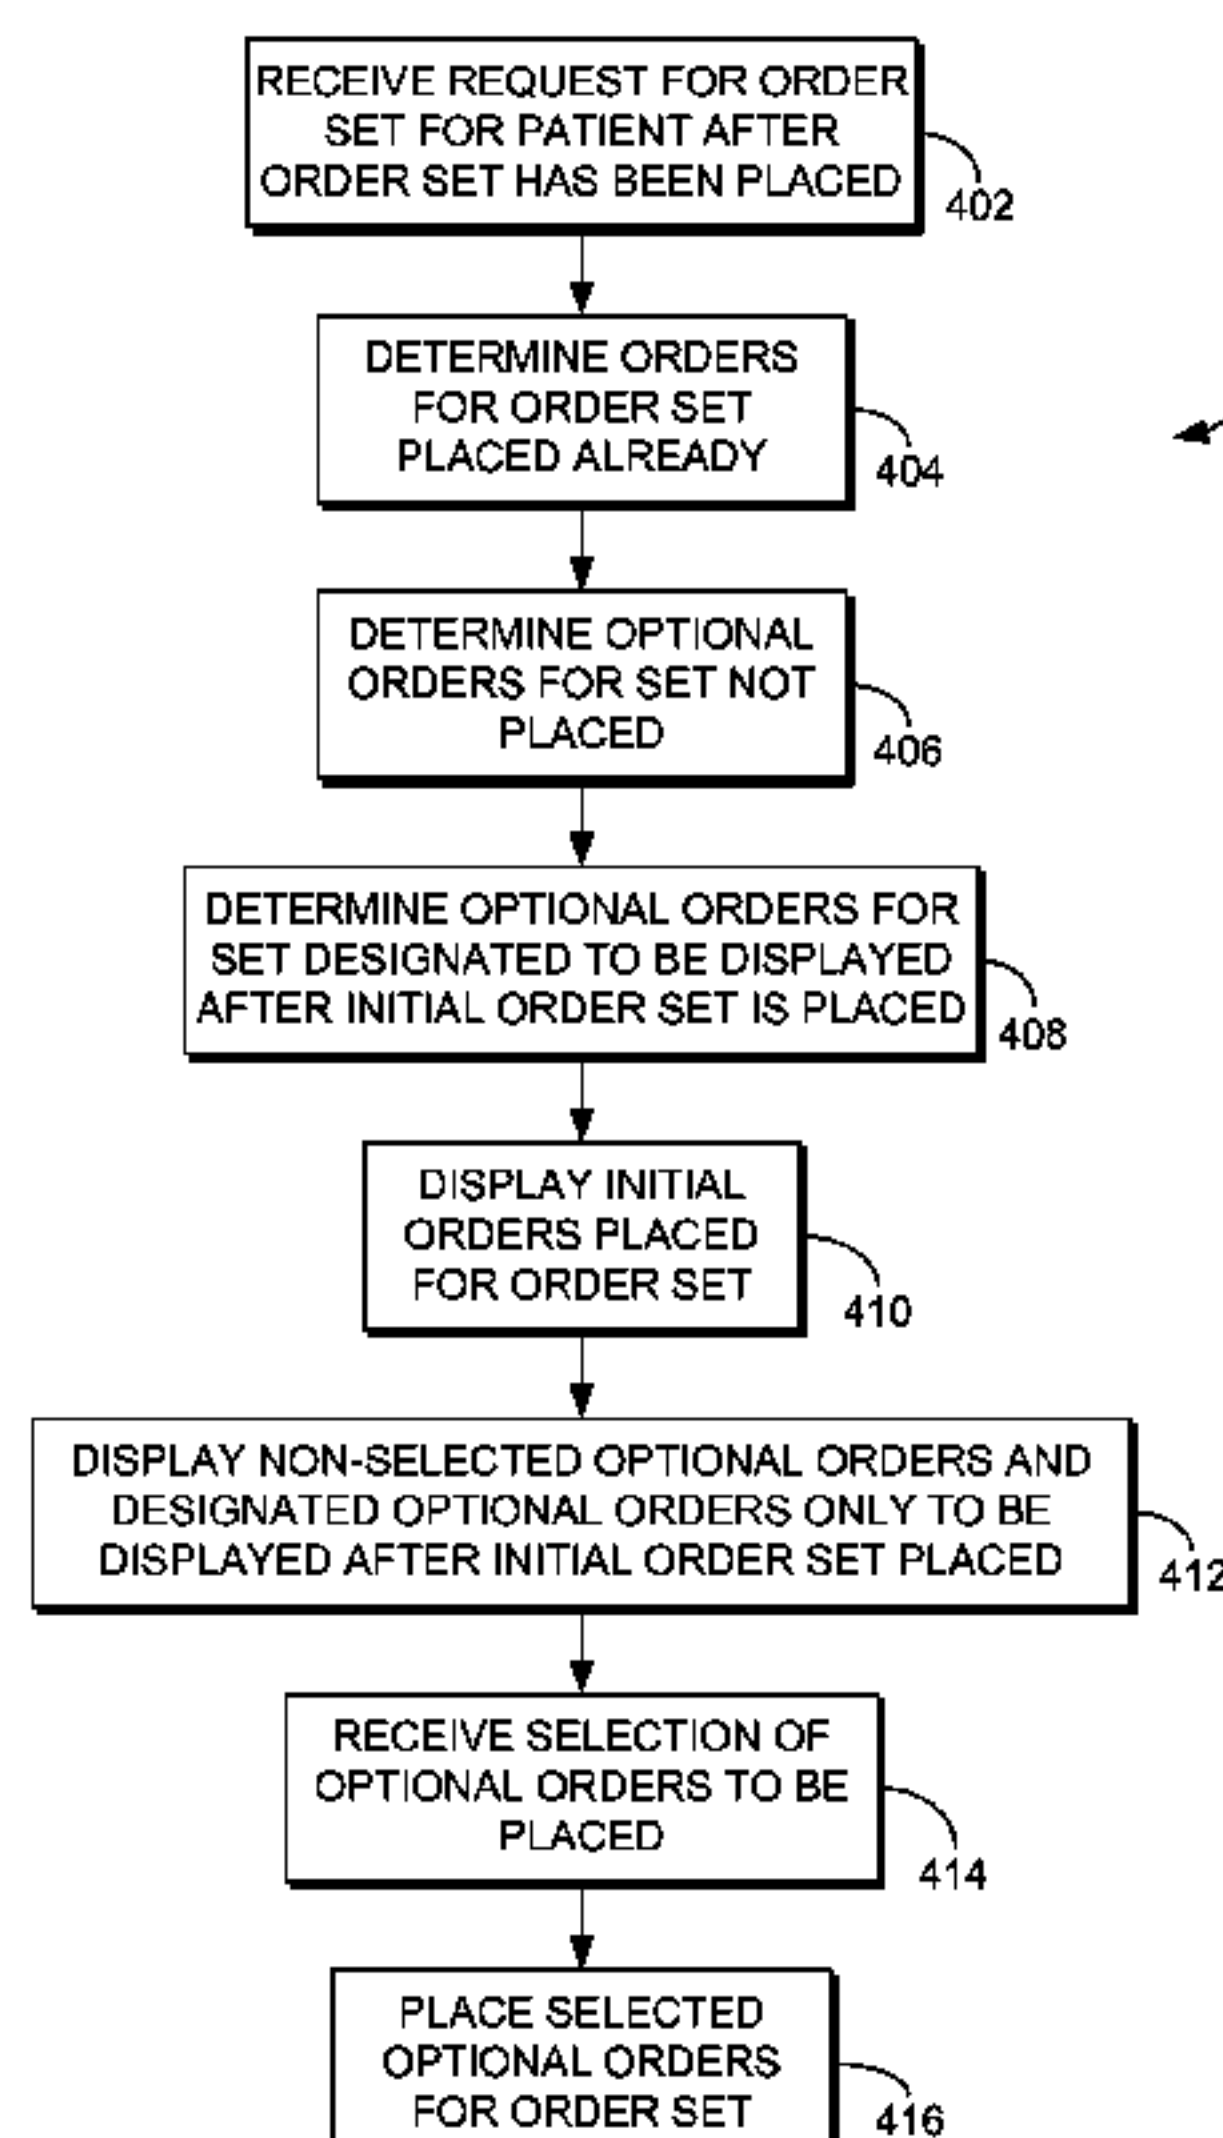 RECEIVE REQUEST FOR ORDER
SET FOR PATIENT AFTER
ORDER SET HAS BEEN PLACED
402
DETERMINE ORDERS
FOR ORDER SET
PLACED ALREADY
404
DETERMINE OPTIONAL
ORDERS FOR SET NOT
PLACED
406
DETERMINE OPTIONAL ORDERS FOR
SET DESIGNATED TO BE DISPLAYED
AFTER INITIAL ORDER SET IS PLACED
408
DISPLAY INITIAL
ORDERS PLACED
FOR ORDER SET
410
DISPLAY NON-SELECTED OPTIONAL ORDERS AND
DESIGNATED OPTIONAL ORDERS ONLY TO BE
DISPLAYED AFTER INITIAL ORDER SET PLACED
412
RECEIVE SELECTION OF
OPTIONAL ORDERS TO BE
PLACED
414
PLACE SELECTED
OPTIONAL ORDERS
FOR ORDER SET
416